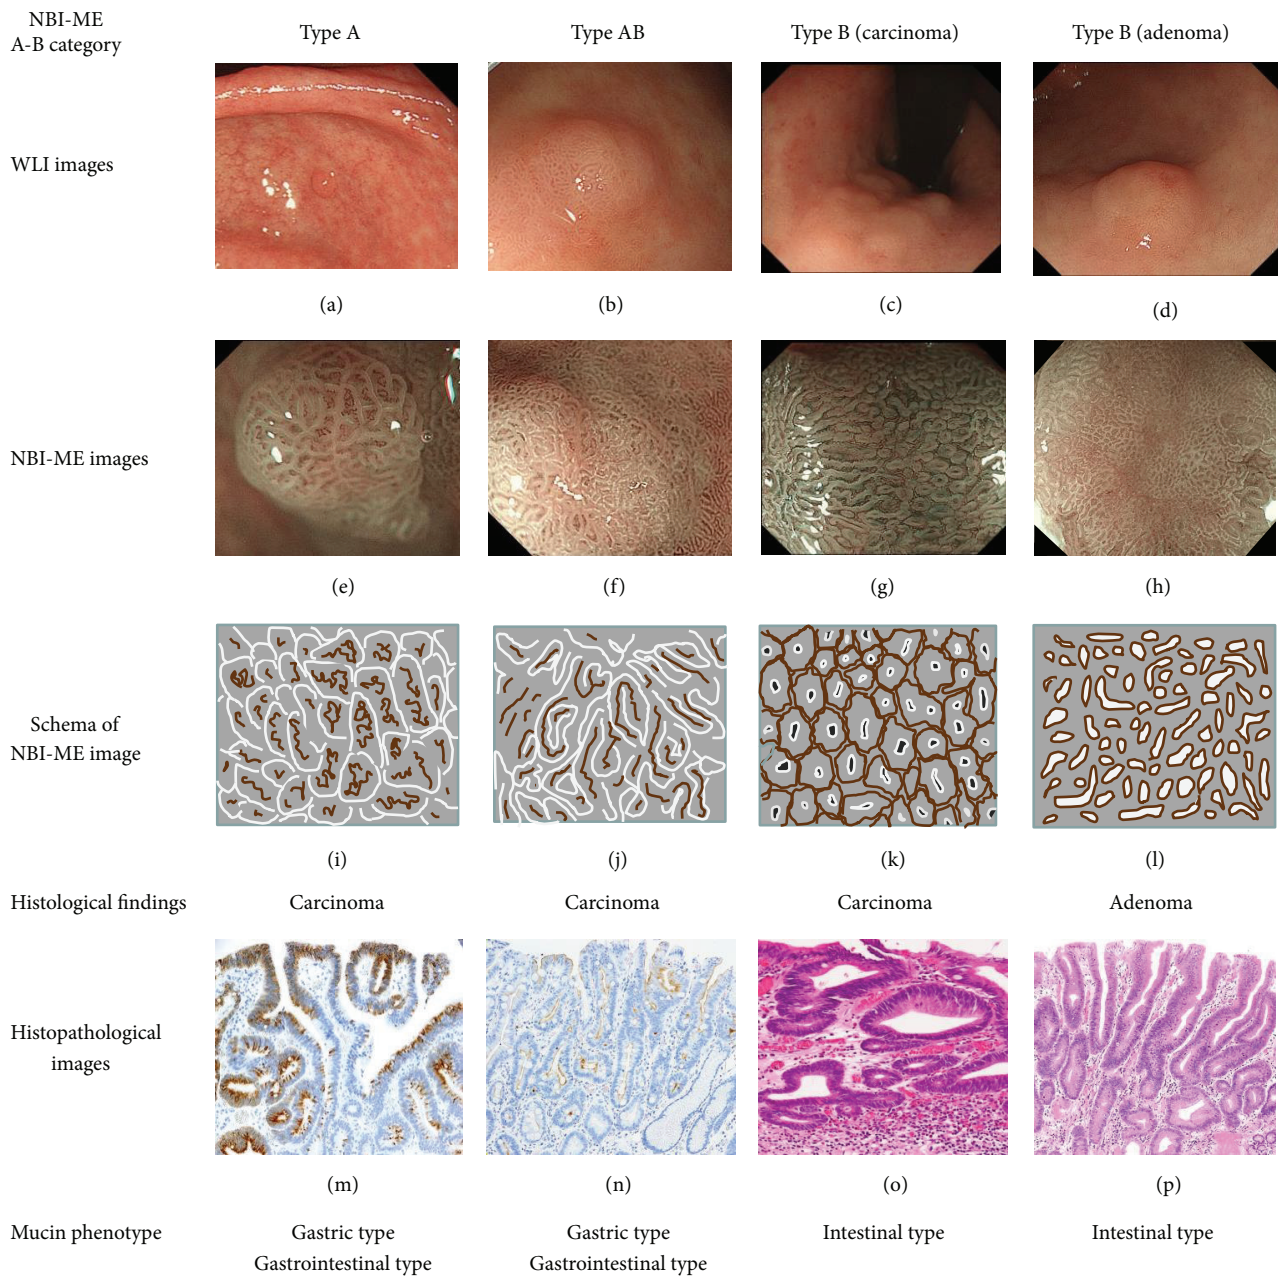 NBI-ME
A-B category
Type A
Type AB
Type B (carcinoma)
Type B (adenoma)
WLI images
(a)
(b)
(c)
(d)
NBI-ME images
(e)
(f)
(g)
(h)
Schema of
NBI-ME image
(i)
(j)
(k)
(l)
Histological findings
Carcinoma
Carcinoma
Carcinoma
Adenoma
Histopathological
images
(m)
(n)
(o)
(p)
Mucin phenotype
Gastric type
Gastrointestinal type
Gastric type
Gastrointestinal type
Intestinal type
Intestinal type